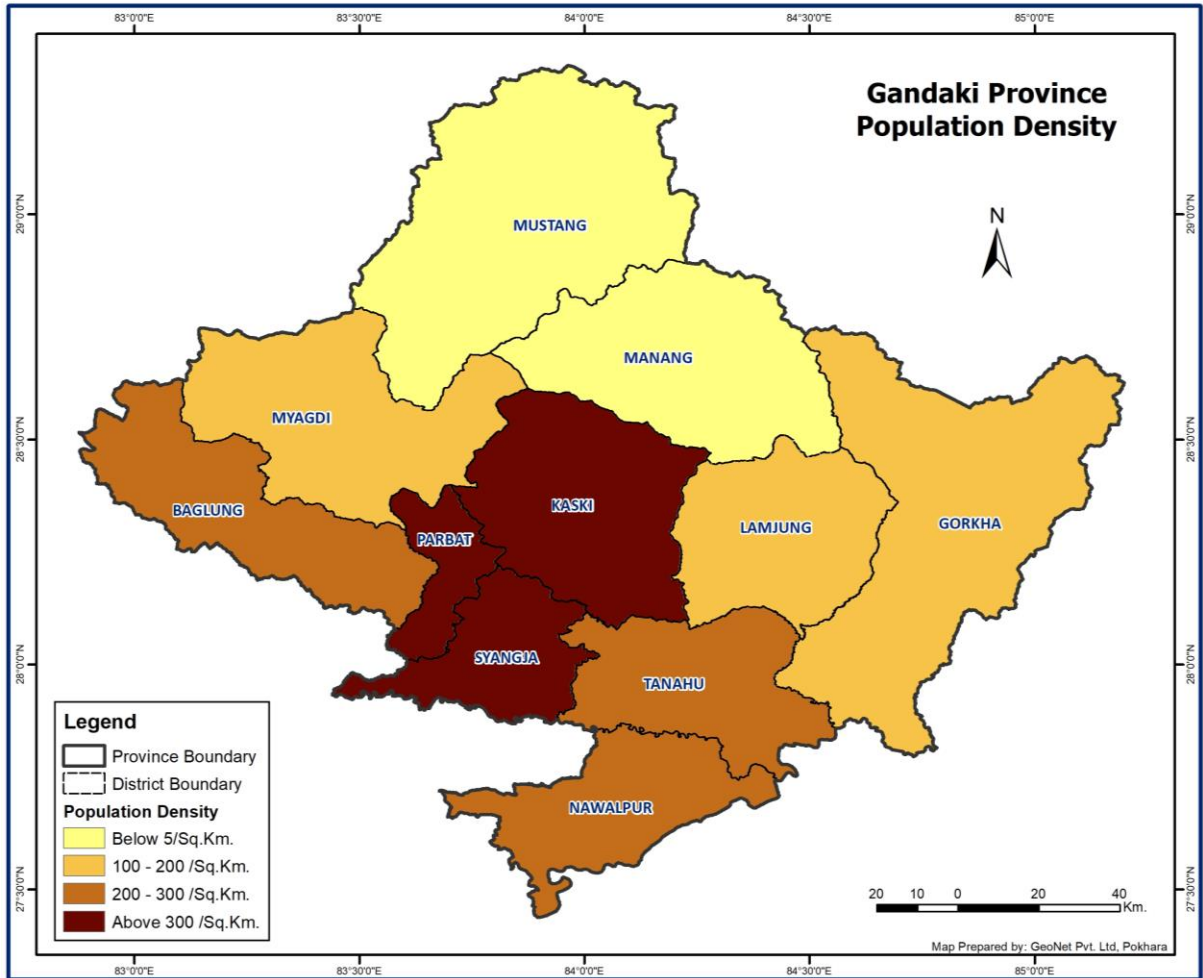 83°0'0"E
83°30'0"E
84°0'0"E
84°30'0"E
85°0'0"E
Gandaki Province
Population Density
N
29°0'0"N
29°0'0"N
MUSTANG
MANANG
MYAGDI
28°30'0"N
28°30'0"N
BAGLUNG
KASKI
LAMJUNG
GORKHA
PARBAT
SYANGJA
28°0'0"N
28°0'0"N
TANAHU
NAWALPUR
Legend
Province Boundary
District Boundary
Population Density
Below 5/Sq.Km.
100 - 200 /Sq.Km.
200 - 300 /Sq.Km.
Above 300 /Sq.Km.
27°30'0"N
27°30'0"N
20 10 0 20 40
Km.
Map Prepared by: GeoNet Pvt. Ltd, Pokhara
83°0'0"E
83°30'0"E
84°0'0"E
84°30'0"E
85°0'0"E